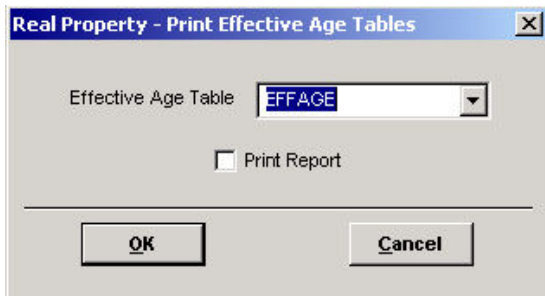 Real Property - Print Effective Age Tables
Effective Age Table EFFAGE
Print Report
OK Cancel